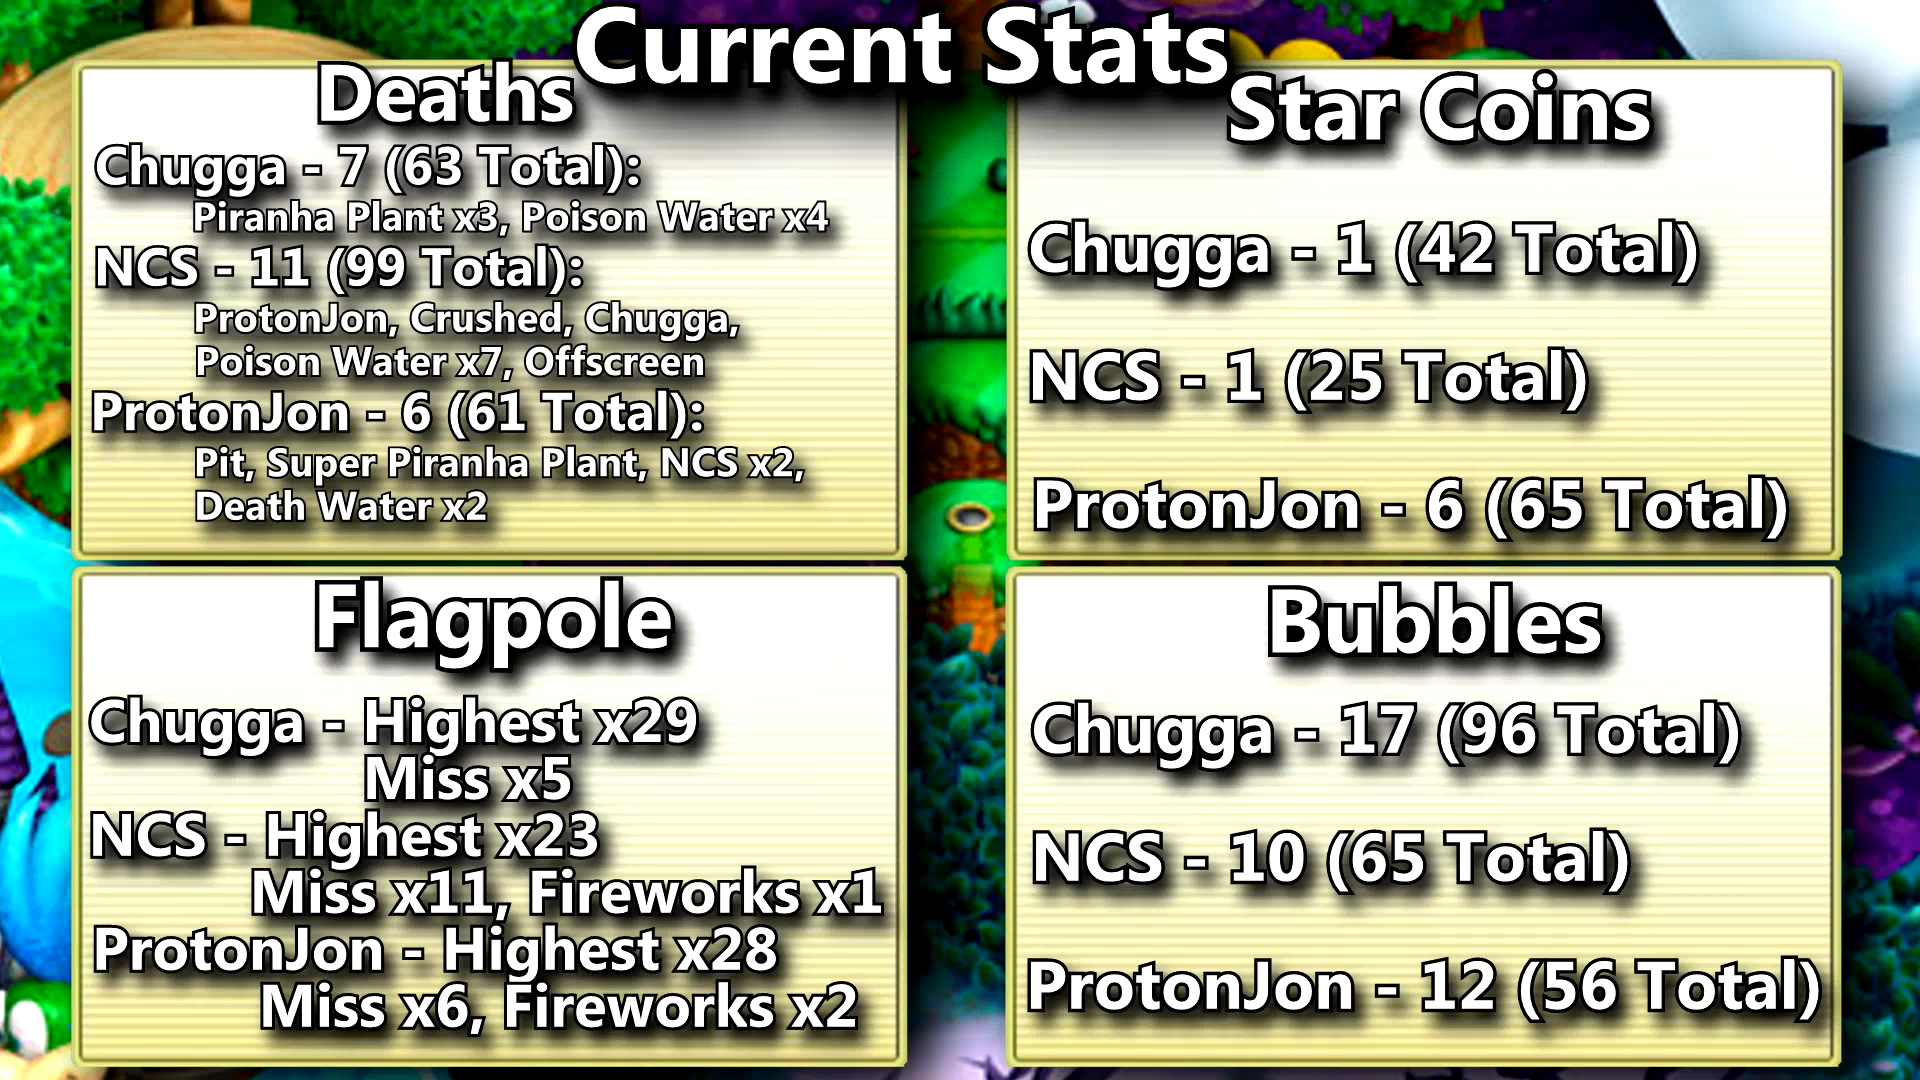 Current Stats
Deaths
Chugga - 7 (63 Total):
Piranha Plant x3, Poison Water x4
NCS - 11 (99 Total):
ProtonJon, Crushed, Chugga,
Poison Water x7, Offscreen
ProtonJon - 6 (61 Total):
Pit, Super Piranha Plant, NCS x2,
Death Water x2
Star Coins
Chugga - 1 (42 Total)
NCS - 1 (25 Total)
ProtonJon - 6 (65 Total)
Flagpole
Chugga - Highest x29
Miss x5
NCS - Highest x23
Miss x11, Fireworks x1
ProtonJon - Highest x28
Miss x6, Fireworks x2
Bubbles
Chugga - 17 (96 Total)
NCS - 10 (65 Total)
ProtonJon - 12 (56 Total)